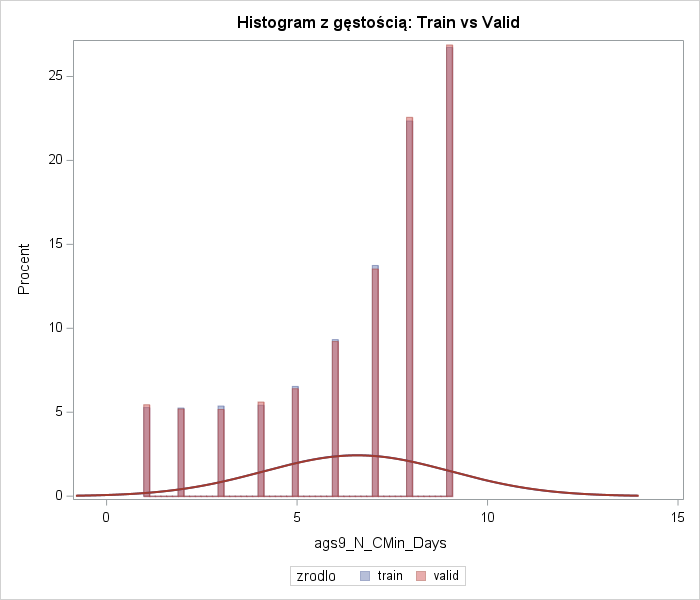 Histogram z gęstością: Train vs Valid
25
20
15
10
5
0
Procent
0 5 10 15
ags9_N_CMin_Days
zrodlo train valid